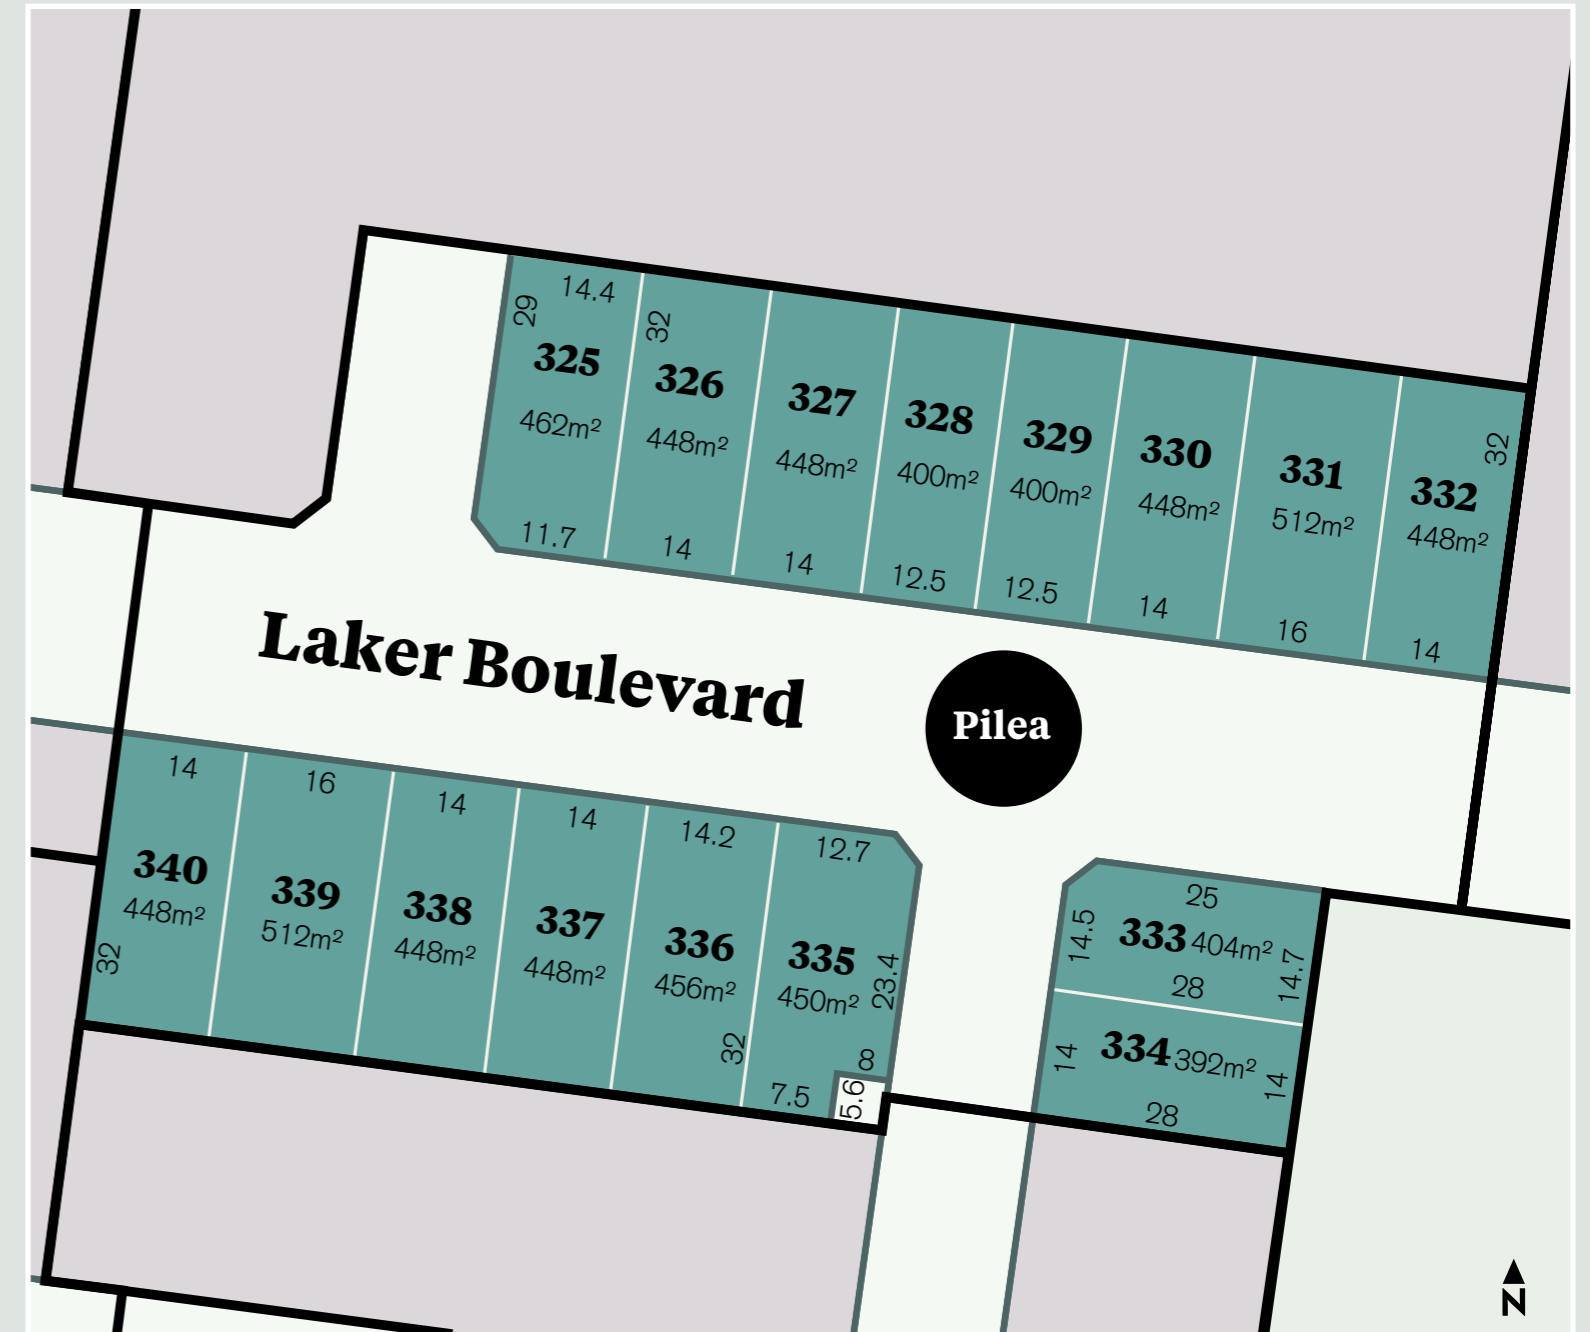 14.4
29
325
462m²
11.7
32
326
448m²
14
327
448m²
14
328
400m²
12.5
329
400m²
12.5
330
448m²
14
331
512m²
16
32
332
448m²
14
Laker Boulevard
Pilea
14
340
448m²
32
16
339
512m²
14
338
448m²
14
337
448m²
14.2
336
456m²
32
12.7
335
450m²
23.4
8
7.5
5.6
25
14.5
333 404m²
14.7
28
14
334 392m²
14
28
N